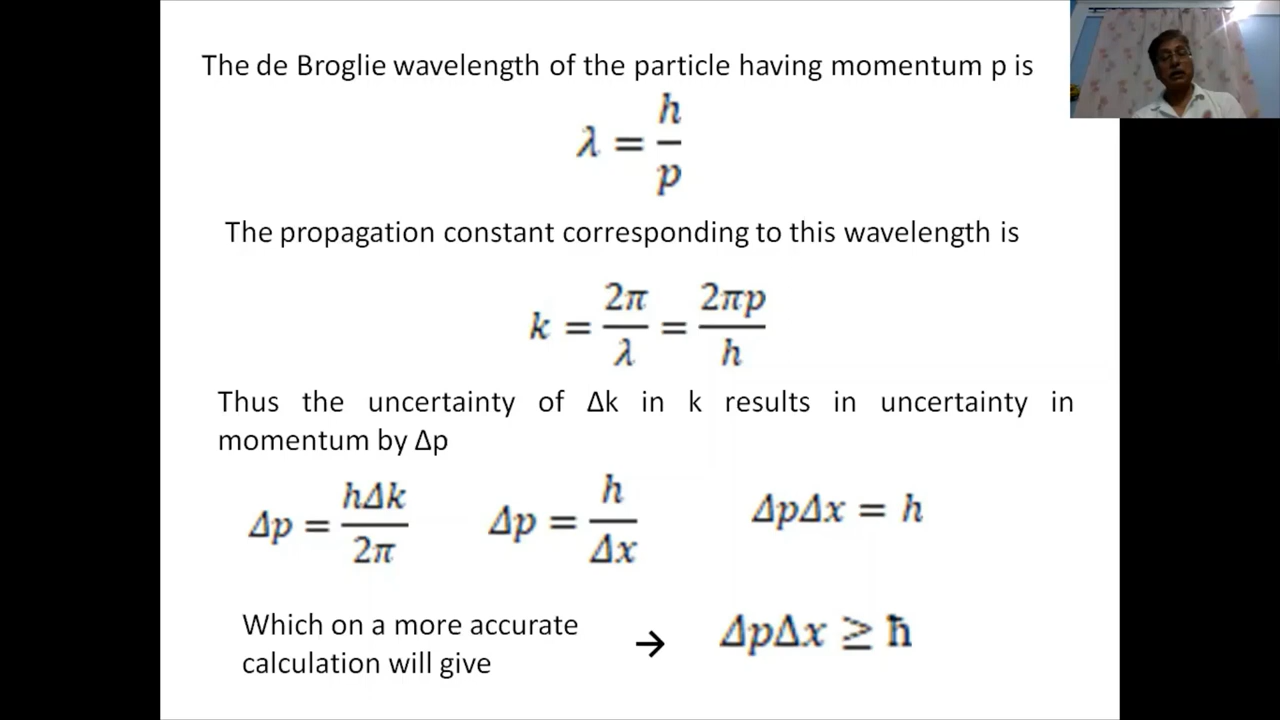 The de Broglie wavelength of the particle having momentum p is
λ = h/p
The propagation constant corresponding to this wavelength is
k = 2π/λ = 2πp/h
Thus the uncertainty of Δk in k results in uncertainty in
momentum by Δp
Δp = hΔk/2π   Δp = h/Δx   ΔpΔx = h
Which on a more accurate
calculation will give → ΔpΔx ≥ ħ